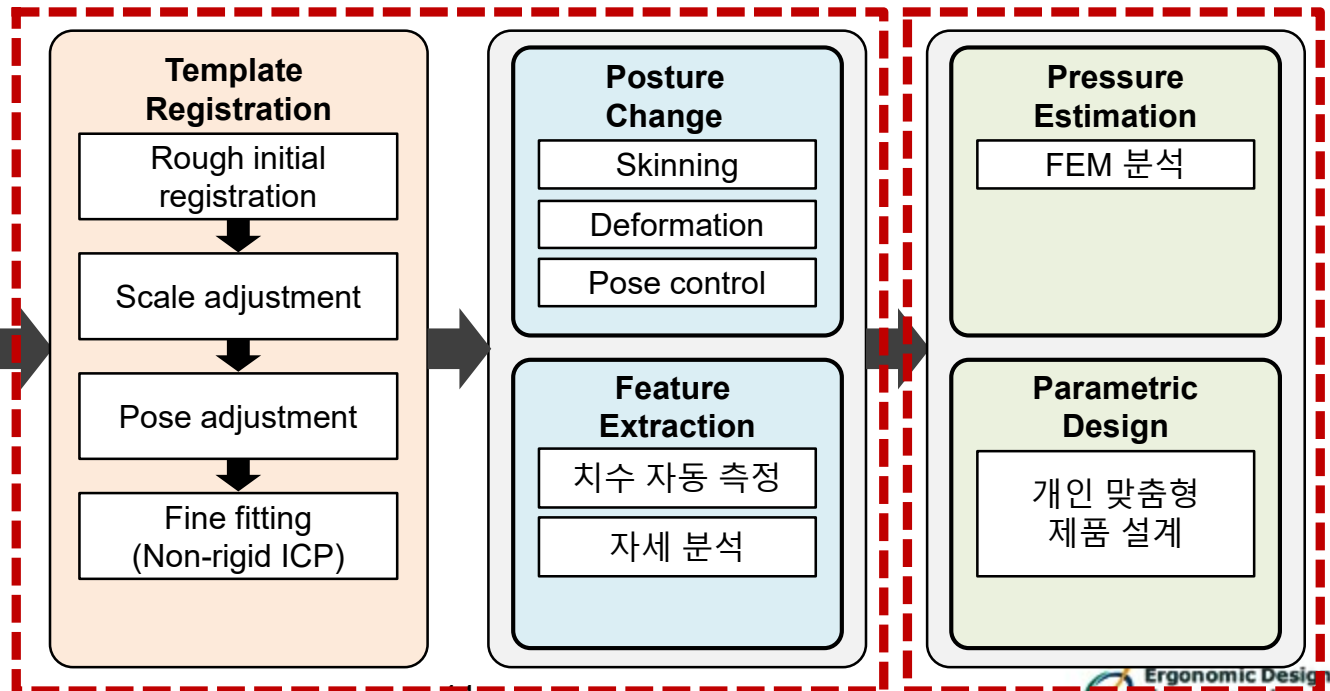 Template
Registration
Rough initial
registration
Scale adjustment
Pose adjustment
Fine fitting
(Non-rigid ICP)
Posture
Change
Skinning
Deformation
Pose control
Feature
Extraction
치수 자동 측정
자세 분석
Pressure
Estimation
FEM 분석
Parametric
Design
개인 맞춤형
제품 설계
Ergonomic Design